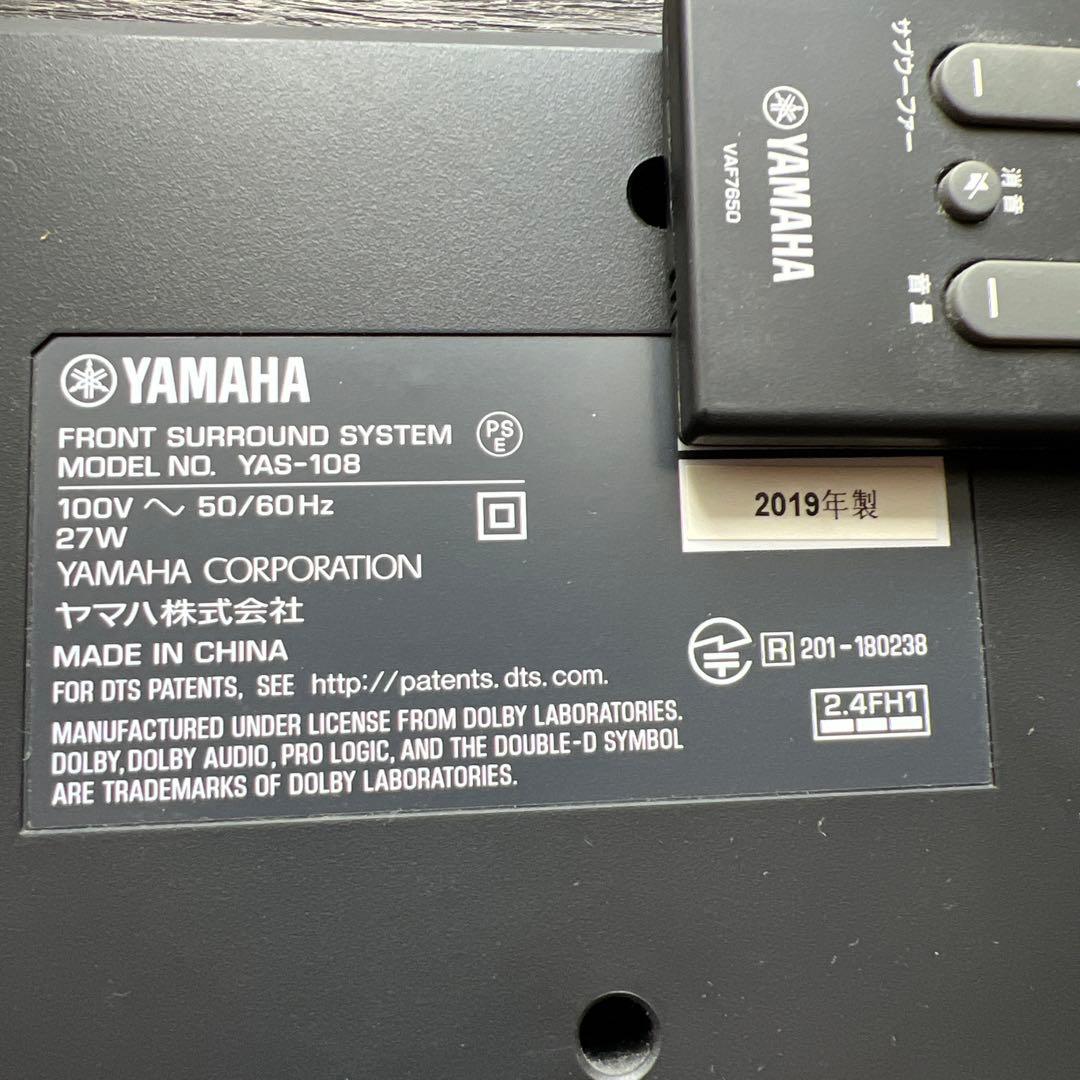 サブウーファー
消音
音量
YAMAHA
VAF7650
YAMAHA
FRONT SURROUND SYSTEM
MODEL NO. YAS-108
PS
E
100V ～ 50/60Hz
27W
2019年製
YAMAHA CORPORATION
ヤマハ株式会社
MADE IN CHINA
FOR DTS PATENTS, SEE http://patents.dts.com.
MANUFACTURED UNDER LICENSE FROM DOLBY LABORATORIES.
DOLBY, DOLBY AUDIO, PRO LOGIC, AND THE DOUBLE-D SYMBOL
ARE TRADEMARKS OF DOLBY LABORATORIES.
R 201-180238
2.4FH1